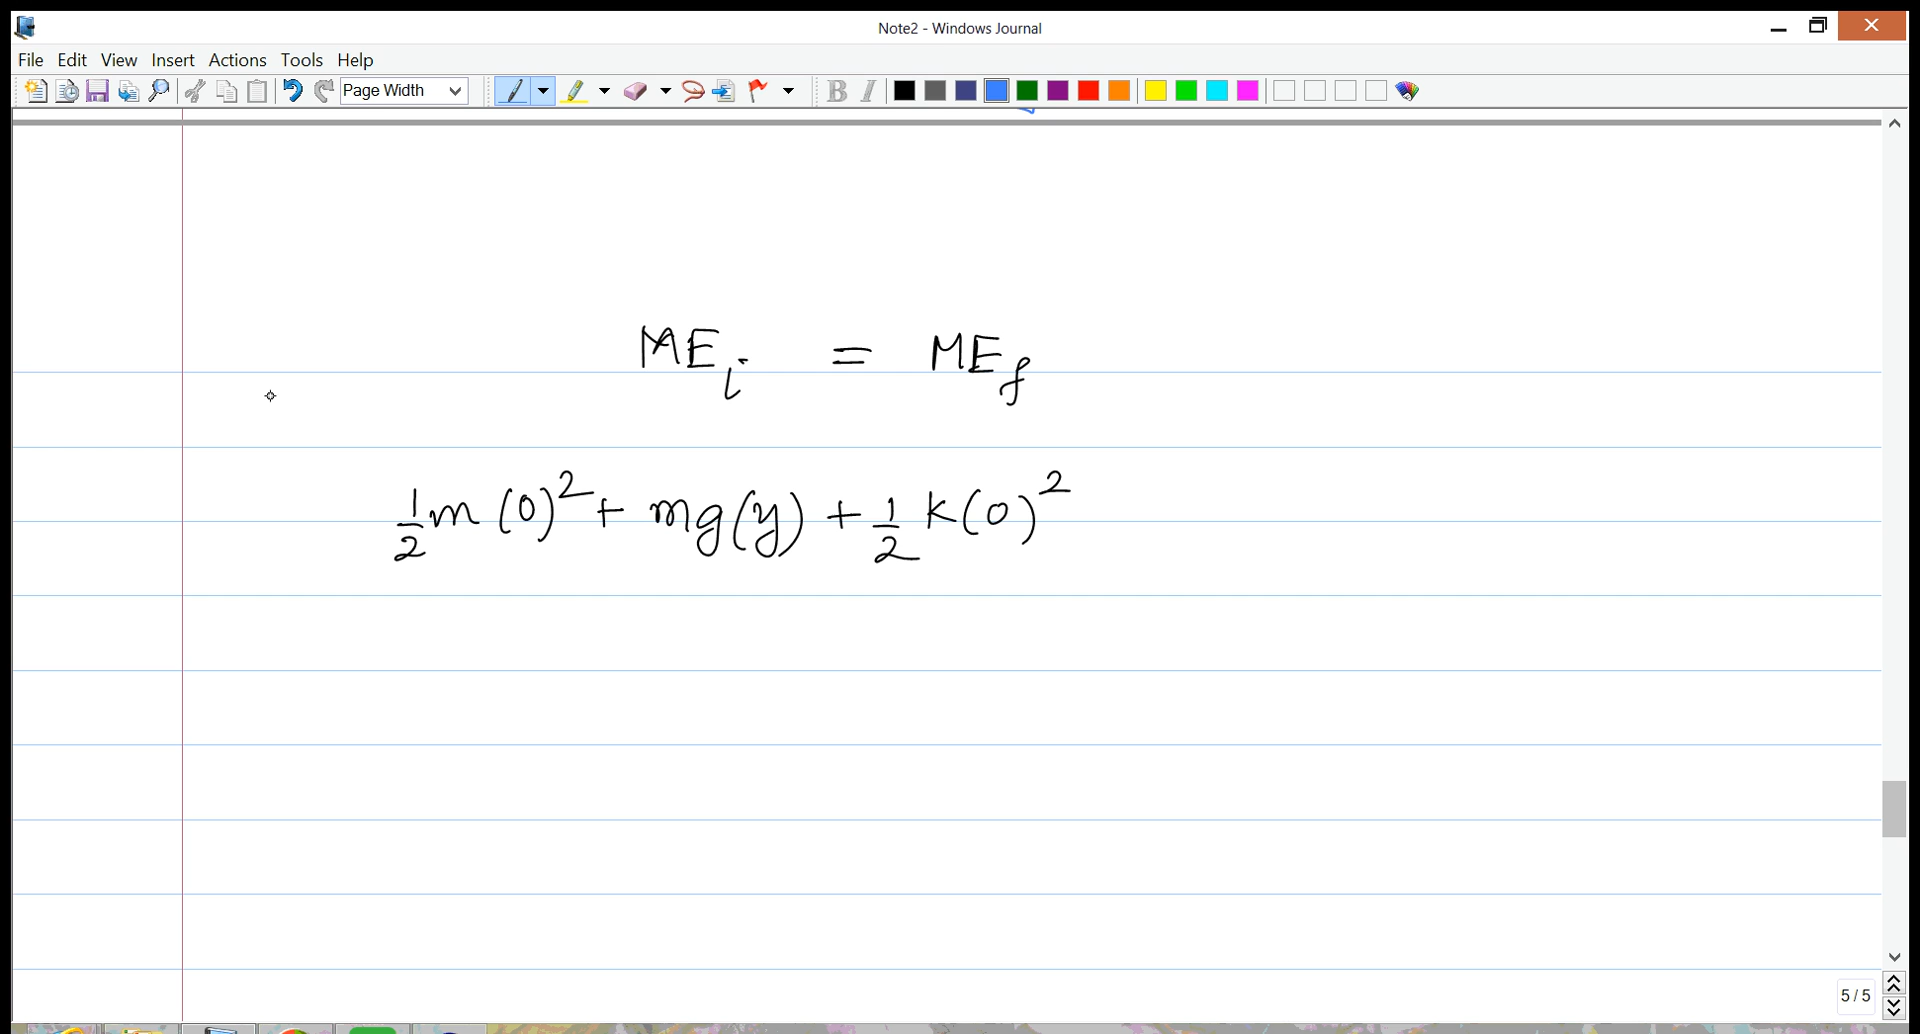 Note2 - Windows Journal
File Edit View Insert Actions Tools Help
Page Width
B I
ME_i = ME_f
1/2 m (0)^2 + mg(y) + 1/2 k(0)^2
5 / 5